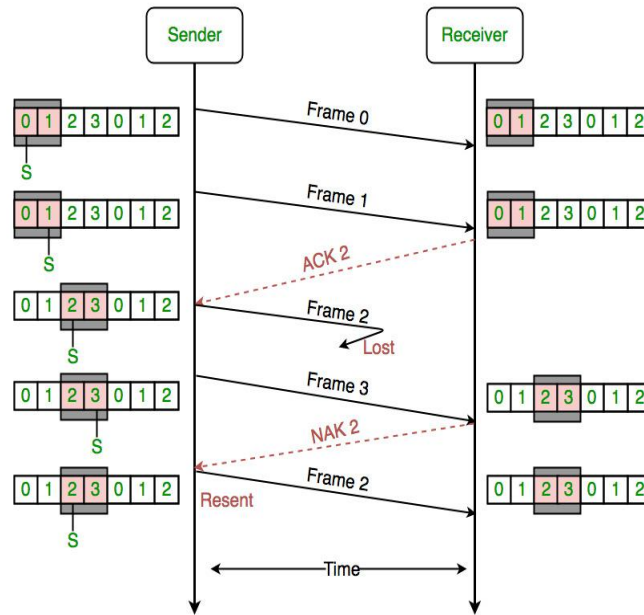 Sender
Receiver
0 1 2 3 0 1 2
Frame 0
0 1 2 3 0 1 2
S
0 1 2 3 0 1 2
Frame 1
0 1 2 3 0 1 2
S
ACK 2
0 1 2 3 0 1 2
Frame 2
S
Lost
0 1 2 3 0 1 2
Frame 3
0 1 2 3 0 1 2
S
NAK 2
0 1 2 3 0 1 2
Resent
Frame 2
0 1 2 3 0 1 2
S
Time